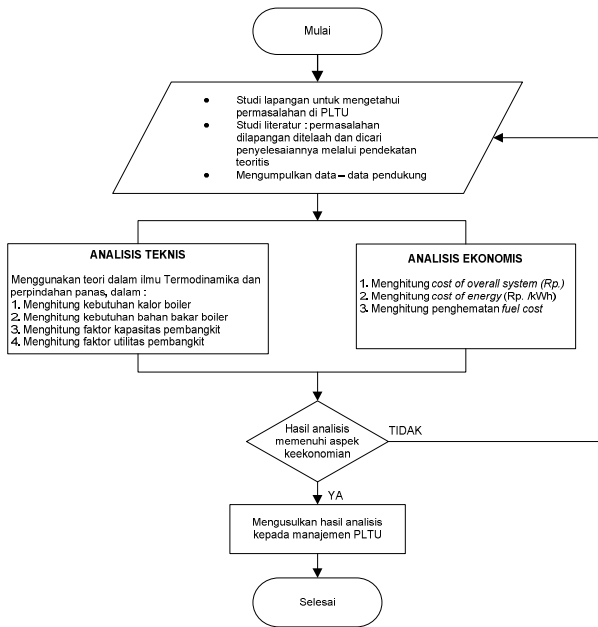 Mulai
• Studi lapangan untuk mengetahui
permasalahan di PLTU
• Studi literatur : permasalahan
dilapangan ditelaah dan dicari
penyelesaiannya melalui pendekatan
teoritis
• Mengumpulkan data – data pendukung
ANALISIS TEKNIS
Menggunakan teori dalam ilmu Termodinamika dan
perpindahan panas, dalam :
1. Menghitung kebutuhan kalor boiler
2. Menghitung kebutuhan bahan bakar boiler
3. Menghitung faktor kapasitas pembangkit
4. Menghitung faktor utilitas pembangkit
ANALISIS EKONOMIS
1. Menghitung cost of overall system (Rp.)
2. Menghitung cost of energy (Rp. /kWh)
3. Menghitung penghematan fuel cost
Hasil analisis
memenuhi aspek
keekonomian
TIDAK
YA
Mengusulkan hasil analisis
kepada manajemen PLTU
Selesai